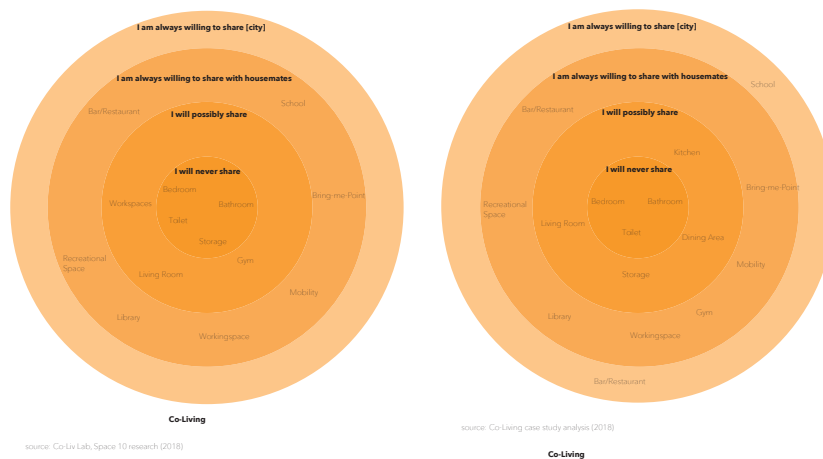 I am always willing to share [city]
I am always willing to share with housemates
School
Bar/Restaurant
I will possibly share
I will never share
Bedroom
Bring-me-Point
Workspaces
Bathroom
Toilet
Storage
Recreational
Space
Gym
Living Room
Mobility
Library
Workingspace
Co-Living
source: Co-Liv Lab, Space 10 research (2018)
I am always willing to share [city]
I am always willing to share with housemates
School
Bar/Restaurant
I will possibly share
Kitchen
I will never share
Bring-me-Point
Bedroom
Bathroom
Recreational
Space
Living Room
Toilet
Dining Area
Mobility
Storage
Gym
Library
Workingspace
Bar/Restaurant
source: Co-Living case study analysis (2018)
Co-Living